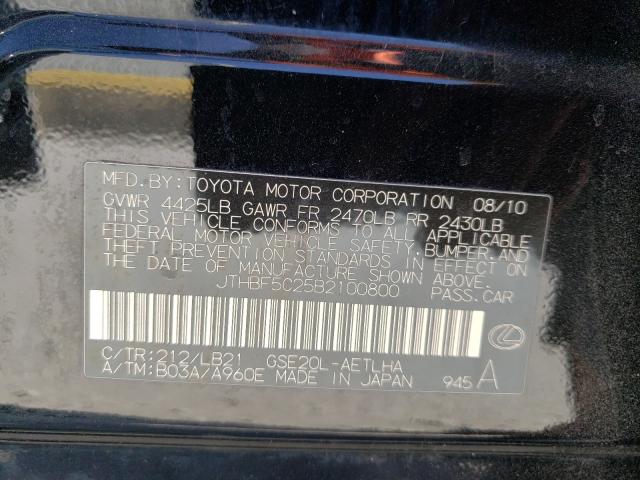 MFD. BY: TOYOTA MOTOR CORPORATION 08/10
GVWR 4425LB GAWR FR 2470LB RR 2430LB
THIS VEHICLE CONFORMS TO ALL APPLICABLE
FEDERAL MOTOR VEHICLE SAFETY, BUMPER, AND
THEFT PREVENTION STANDARDS IN EFFECT ON
THE DATE OF MANUFACTURE SHOWN ABOVE.
JTHBF5C25B2100800 PASS. CAR
C/TR: 212/LB21 GSE20L-AETLHA
A/TM: B03A/A960E MADE IN JAPAN 945 A